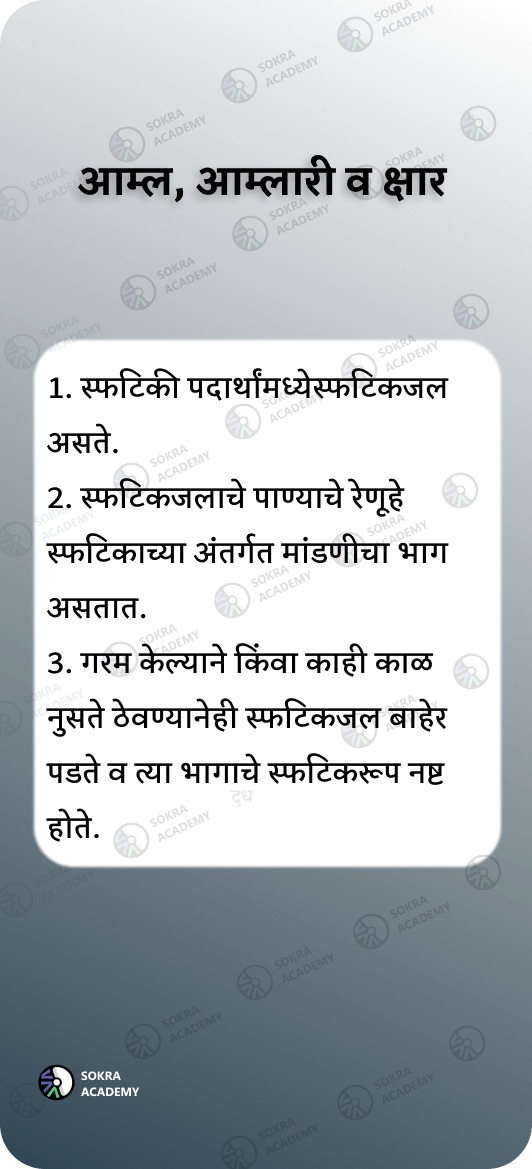 आम्ल, आम्लारी व क्षार
1. स्फटिकी पदार्थांमध्येस्फटिकजल
असते.
2. स्फटिकजलाचे पाण्याचे रेणूहे
स्फटिकाच्या अंतर्गत मांडणीचा भाग
असतात.
3. गरम केल्याने किंवा काही काळ
नुसते ठेवण्यानेही स्फटिकजल बाहेर
पडते व त्या भागाचे स्फटिकरूप नष्ट
होते.
दूध
SOKRA
ACADEMY